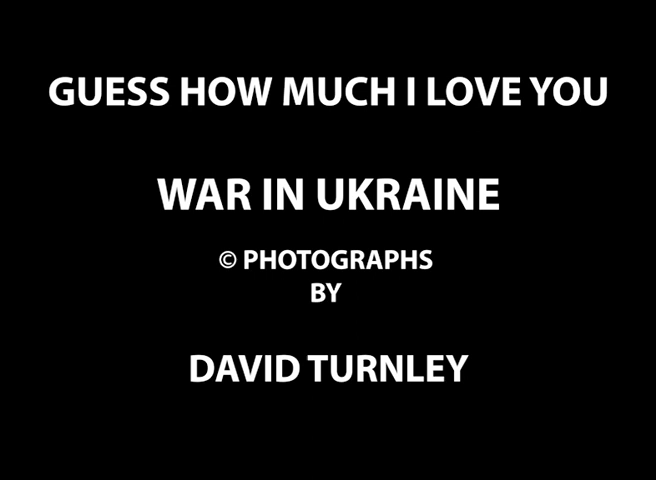 GUESS HOW MUCH I LOVE YOU
WAR IN UKRAINE
© PHOTOGRAPHS
BY
DAVID TURNLEY